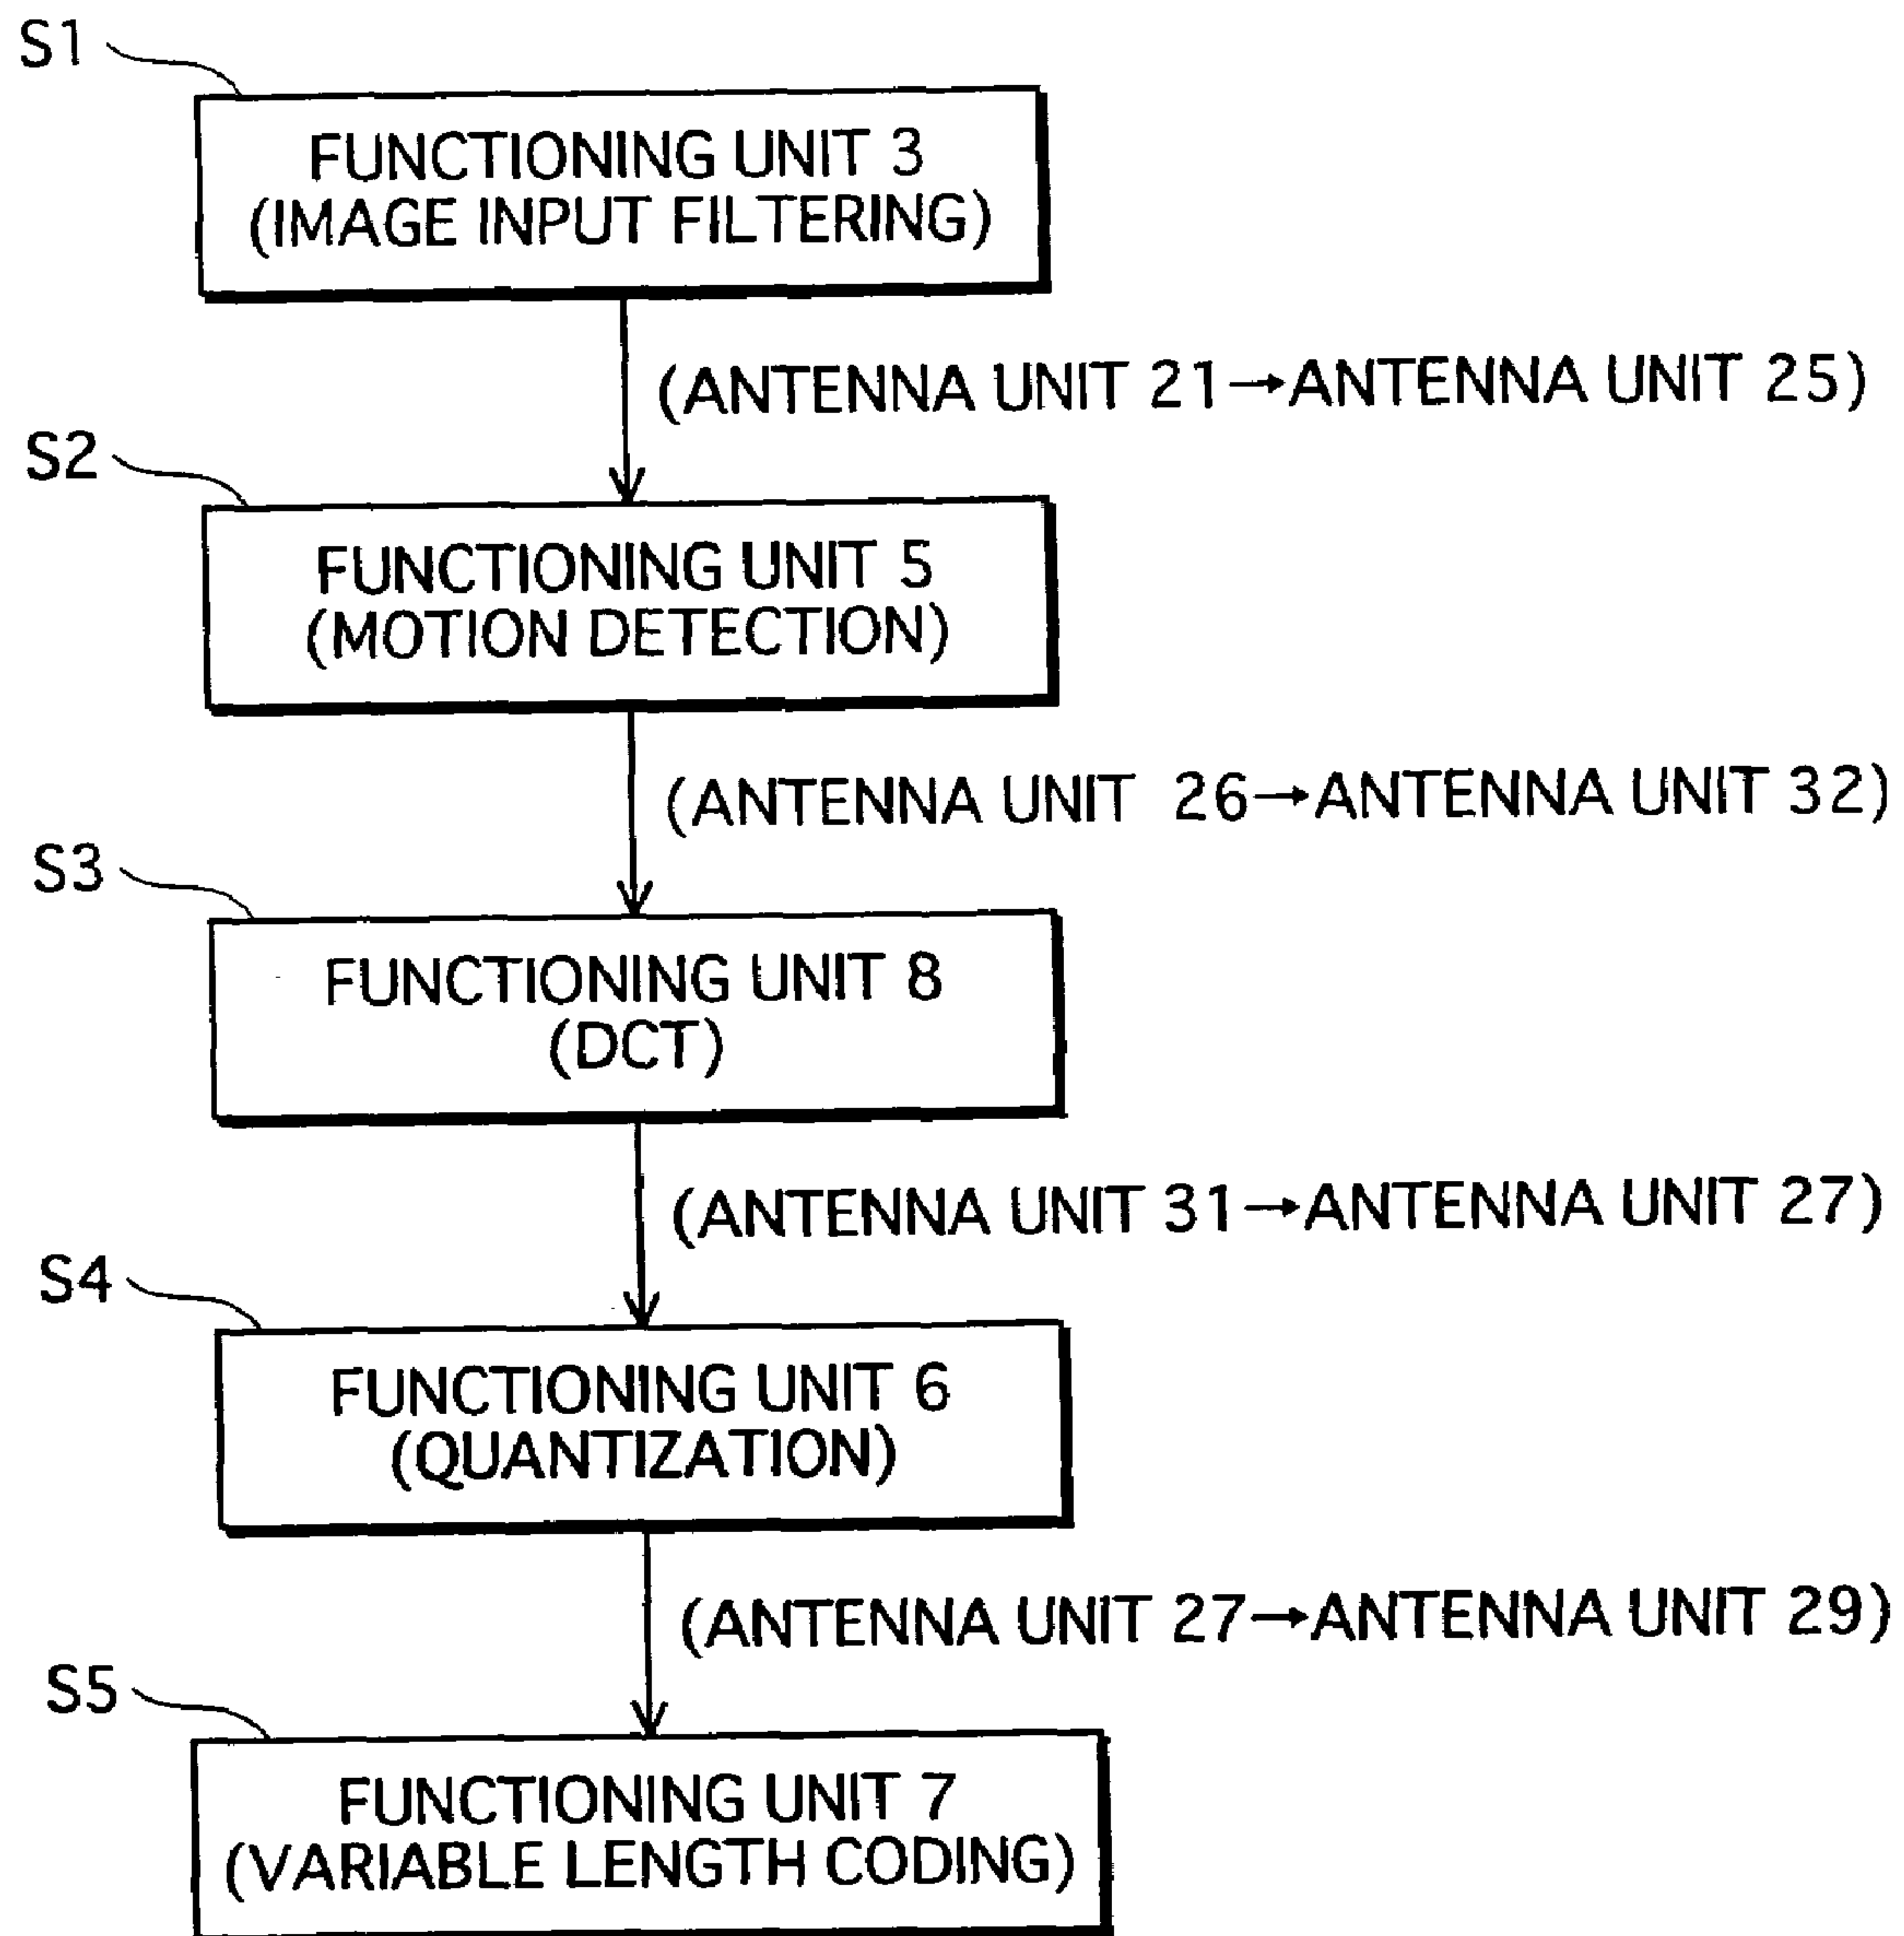 S1
FUNCTIONING UNIT 3
(IMAGE INPUT FILTERING)
(ANTENNA UNIT 21→ANTENNA UNIT 25)
S2
FUNCTIONING UNIT 5
(MOTION DETECTION)
(ANTENNA UNIT 26→ANTENNA UNIT 32)
S3
FUNCTIONING UNIT 8
(DCT)
(ANTENNA UNIT 31→ANTENNA UNIT 27)
S4
FUNCTIONING UNIT 6
(QUANTIZATION)
(ANTENNA UNIT 27→ANTENNA UNIT 29)
S5
FUNCTIONING UNIT 7
(VARIABLE LENGTH CODING)